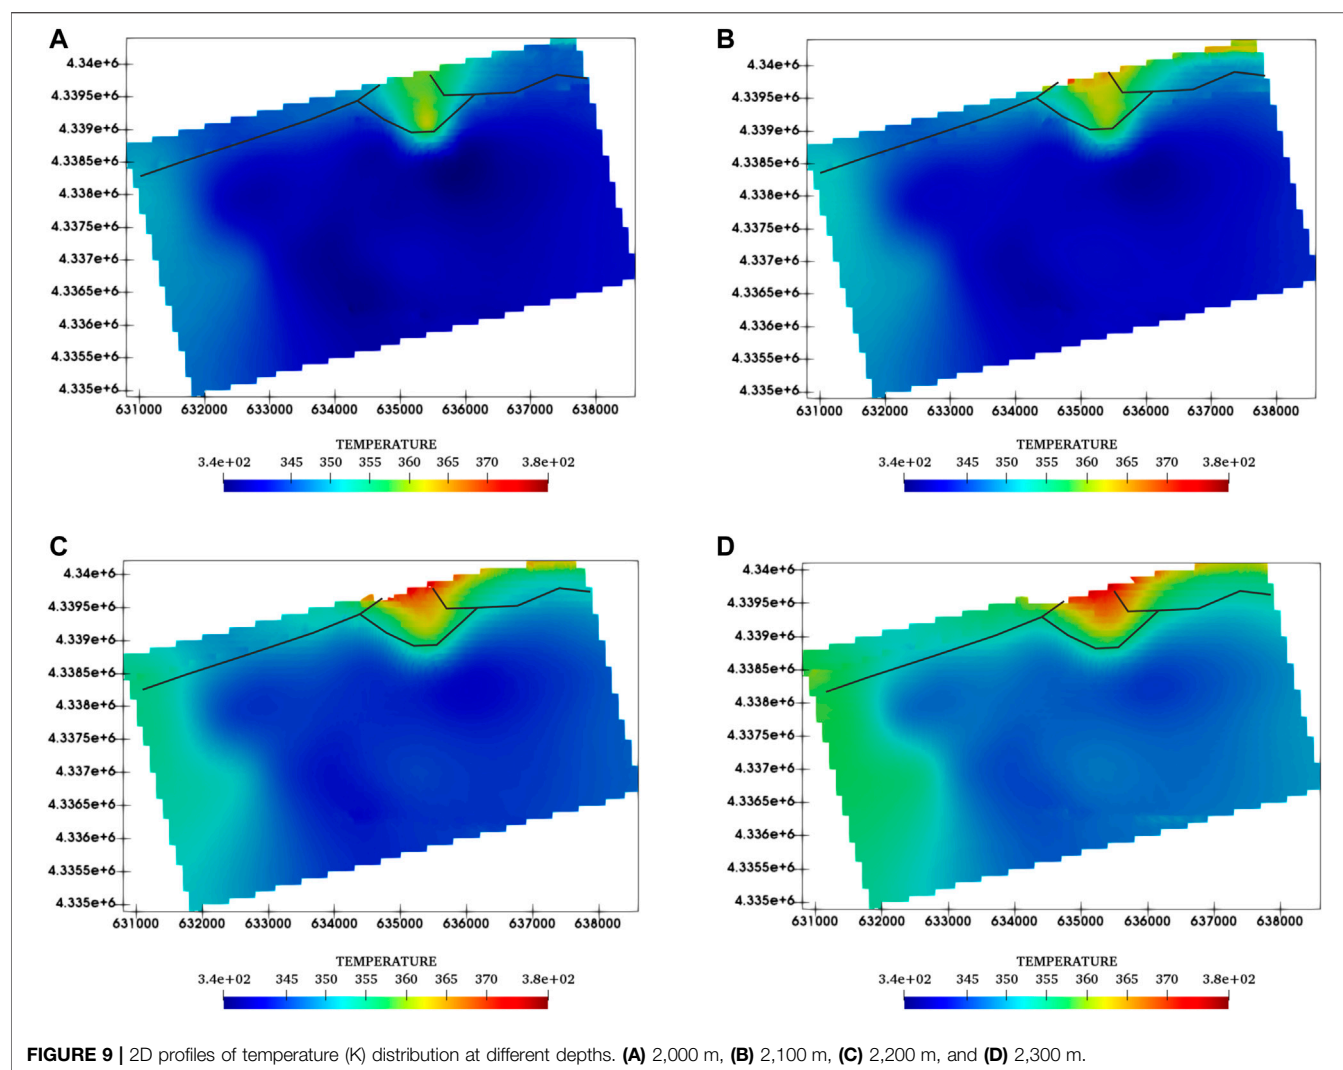 A
4.34e+6
4.3395e+6
4.339e+6
4.3385e+6
4.338e+6
4.3375e+6
4.337e+6
4.3365e+6
4.336e+6
4.3355e+6
4.335e+6
631000 632000 633000 634000 635000 636000 637000 638000
TEMPERATURE
3.4e+02 345 350 355 360 365 370 3.8e+02
B
4.34e+6
4.3395e+6
4.339e+6
4.3385e+6
4.338e+6
4.3375e+6
4.337e+6
4.3365e+6
4.336e+6
4.3355e+6
4.335e+6
631000 632000 633000 634000 635000 636000 637000 638000
TEMPERATURE
3.4e+02 345 350 355 360 365 370 3.8e+02
C
4.34e+6
4.3395e+6
4.339e+6
4.3385e+6
4.338e+6
4.3375e+6
4.337e+6
4.3365e+6
4.336e+6
4.3355e+6
4.335e+6
631000 632000 633000 634000 635000 636000 637000 638000
TEMPERATURE
3.4e+02 345 350 355 360 365 370 3.8e+02
D
4.34e+6
4.3395e+6
4.339e+6
4.3385e+6
4.338e+6
4.3375e+6
4.337e+6
4.3365e+6
4.336e+6
4.3355e+6
4.335e+6
631000 632000 633000 634000 635000 636000 637000 638000
TEMPERATURE
3.4e+02 345 350 355 360 365 370 3.8e+02
FIGURE 9 | 2D profiles of temperature (K) distribution at different depths. (A) 2,000 m, (B) 2,100 m, (C) 2,200 m, and (D) 2,300 m.